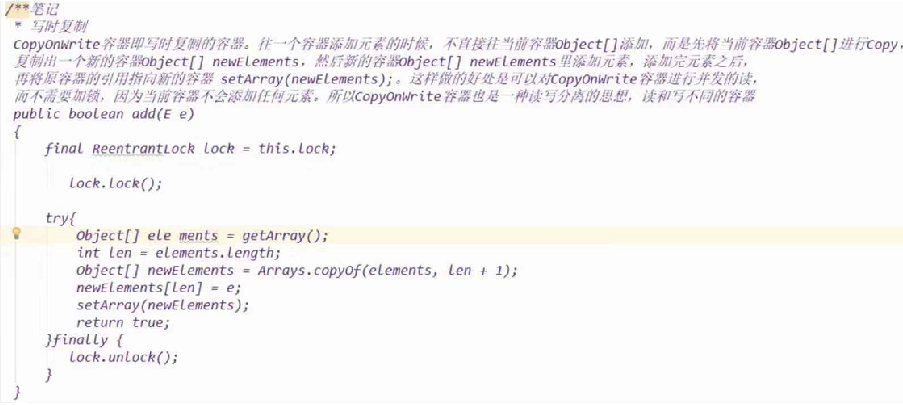 /**笔记
* 写时复制
CopyOnWrite容器即写时复制的容器。往一个容器添加元素的时候，不直接往当前容器Object[]添加，而是先将当前容器Object[]进行Copy，
复制出一个新的容器Object[] newElements，然后新的容器Object[] newElements里添加元素，添加完元素之后，
再将原容器的引用指向新的容器 setArray(newElements);。这样做的好处是可以对CopyOnWrite容器进行并发的读，
而不需要加锁，因为当前容器不会添加任何元素。所以CopyOnWrite容器也是一种读写分离的思想，读和写不同的容器
public boolean add(E e)
{
final ReentrantLock lock = this.lock;
lock.lock();
try{
Object[] ele ments = getArray();
int len = elements.length;
Object[] newElements = Arrays.copyOf(elements, len + 1);
newElements[len] = e;
setArray(newElements);
return true;
}finally {
lock.unlock();
}
}